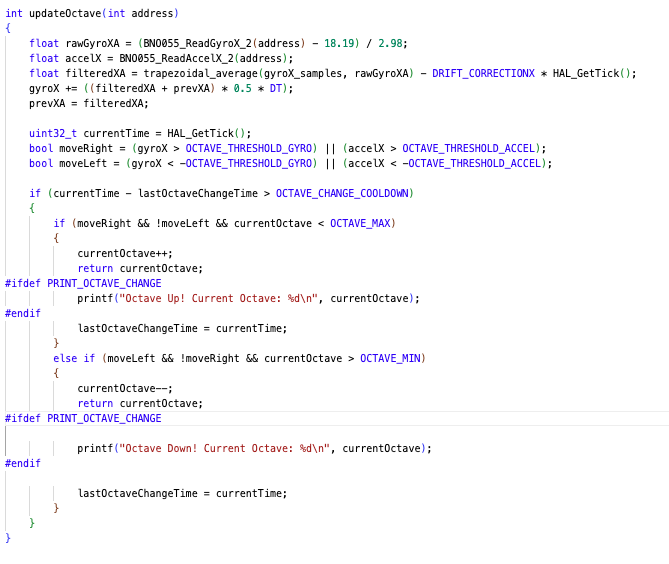 int updateOctave(int address)
{
    float rawGyroXA = (BNO055_ReadGyroX_2(address) - 18.19) / 2.98;
    float accelX = BNO055_ReadAccelX_2(address);
    float filteredXA = trapezoidal_average(gyroX_samples, rawGyroXA) - DRIFT_CORRECTIONX * HAL_GetTick();
    gyroX += ((filteredXA + prevXA) * 0.5 * DT);
    prevXA = filteredXA;

    uint32_t currentTime = HAL_GetTick();
    bool moveRight = (gyroX > OCTAVE_THRESHOLD_GYRO) || (accelX > OCTAVE_THRESHOLD_ACCEL);
    bool moveLeft = (gyroX < -OCTAVE_THRESHOLD_GYRO) || (accelX < -OCTAVE_THRESHOLD_ACCEL);

    if (currentTime - lastOctaveChangeTime > OCTAVE_CHANGE_COOLDOWN)
    {
        if (moveRight && !moveLeft && currentOctave < OCTAVE_MAX)
        {
            currentOctave++;
            return currentOctave;
#ifdef PRINT_OCTAVE_CHANGE
            printf("Octave Up! Current Octave: %d\n", currentOctave);
#endif
            lastOctaveChangeTime = currentTime;
        }
        else if (moveLeft && !moveRight && currentOctave > OCTAVE_MIN)
        {
            currentOctave--;
            return currentOctave;
#ifdef PRINT_OCTAVE_CHANGE

            printf("Octave Down! Current Octave: %d\n", currentOctave);
#endif

            lastOctaveChangeTime = currentTime;
        }
    }
}